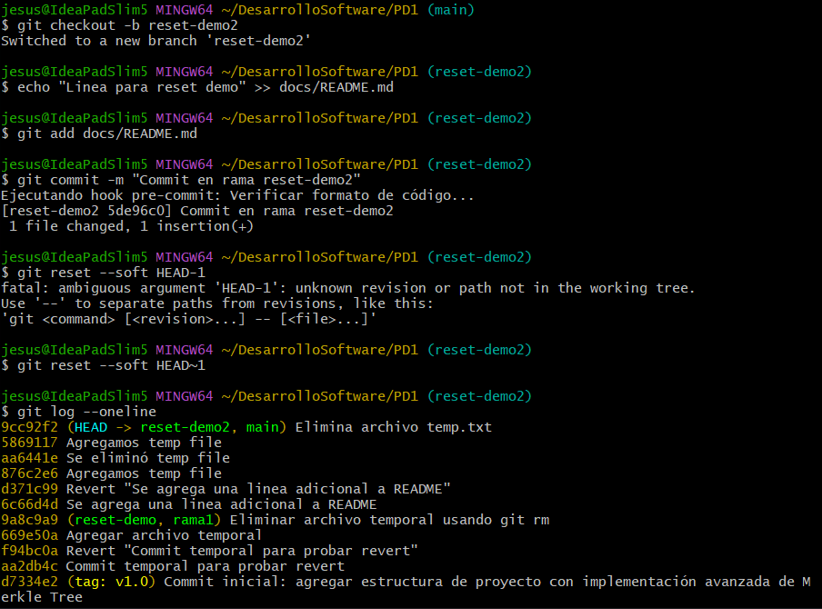 jesus@IdeaPadSlim5 MINGW64 ~/DesarrolloSoftware/PD1 (main)
$ git checkout -b reset-demo2
Switched to a new branch 'reset-demo2'
jesus@IdeaPadSlim5 MINGW64 ~/DesarrolloSoftware/PD1 (reset-demo2)
$ echo "Linea para reset demo" >> docs/README.md
jesus@IdeaPadSlim5 MINGW64 ~/DesarrolloSoftware/PD1 (reset-demo2)
$ git add docs/README.md
jesus@IdeaPadSlim5 MINGW64 ~/DesarrolloSoftware/PD1 (reset-demo2)
$ git commit -m "Commit en rama reset-demo2"
Ejecutando hook pre-commit: Verificar formato de código...
[reset-demo2 5de96c0] Commit en rama reset-demo2
 1 file changed, 1 insertion(+)
jesus@IdeaPadSlim5 MINGW64 ~/DesarrolloSoftware/PD1 (reset-demo2)
$ git reset --soft HEAD-1
fatal: ambiguous argument 'HEAD-1': unknown revision or path not in the working tree.
Use '--' to separate paths from revisions, like this:
'git <command> [<revision>...] -- [<file>...]'
jesus@IdeaPadSlim5 MINGW64 ~/DesarrolloSoftware/PD1 (reset-demo2)
$ git reset --soft HEAD~1
jesus@IdeaPadSlim5 MINGW64 ~/DesarrolloSoftware/PD1 (reset-demo2)
$ git log --oneline
9cc92f2 (HEAD -> reset-demo2, main) Elimina archivo temp.txt
5869117 Agregamos temp file
aa6441e Se eliminó temp file
876c2e6 Agregamos temp file
d371c99 Revert "Se agrega una linea adicional a README"
6c66d4d Se agrega una linea adicional a README
9a8c9a9 (reset-demo, rama1) Eliminar archivo temporal usando git rm
669e50a Agregar archivo temporal
f94bc0a Revert "Commit temporal para probar revert"
aa2db4c Commit temporal para probar revert
d7334e2 (tag: v1.0) Commit inicial: agregar estructura de proyecto con implementación avanzada de M
erkle Tree